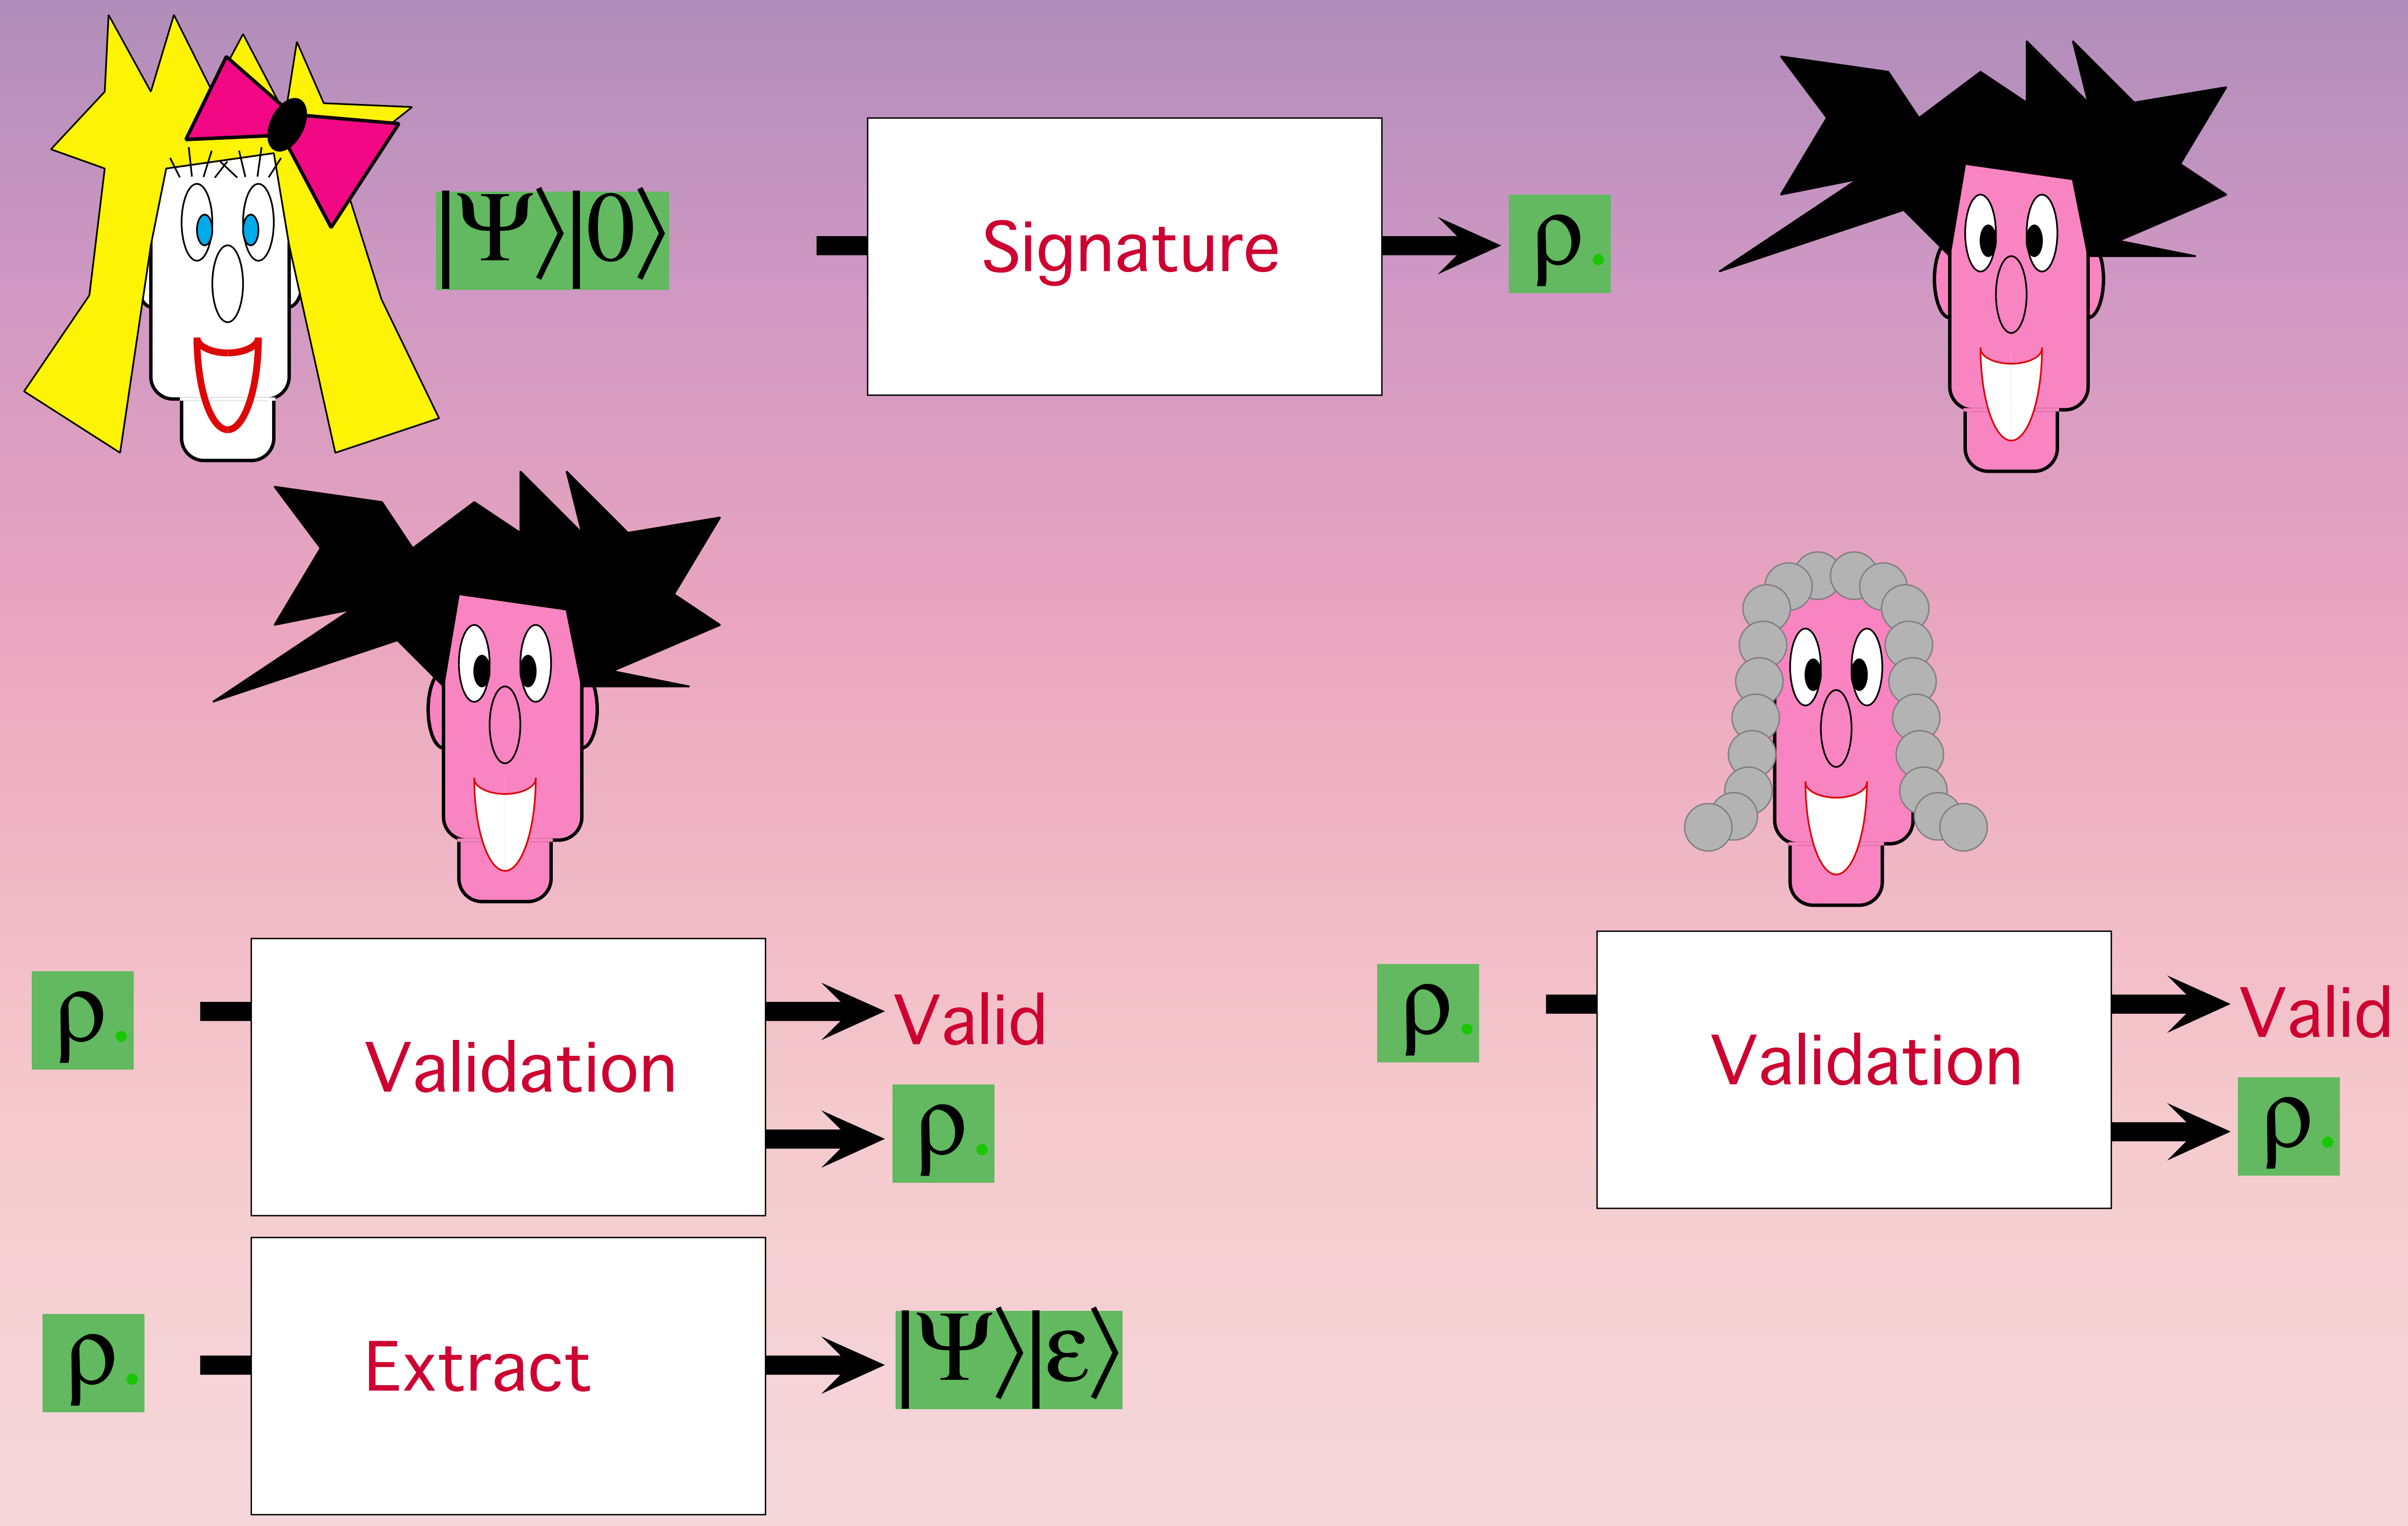 |Ψ⟩|0⟩
Signature
ρ.
ρ.
Validation
Valid
ρ.
ρ.
Validation
Valid
ρ.
ρ.
Extract
|Ψ⟩|ε⟩